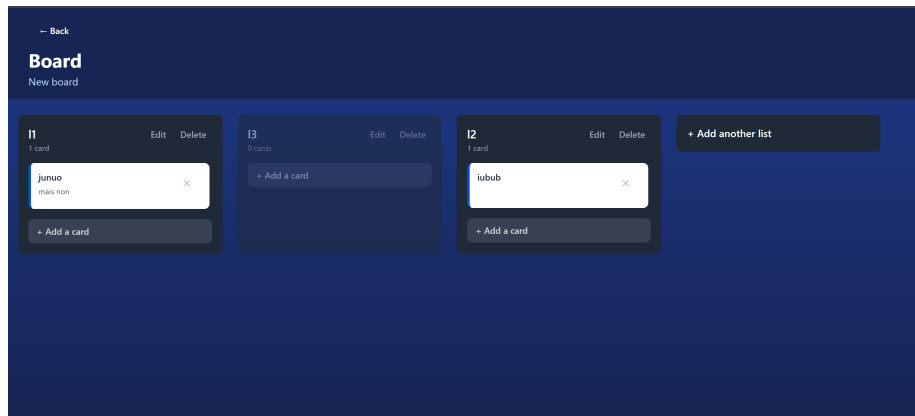 ← Back
Board
New board
l1 Edit Delete
1 card
junuo ×
mais non
+ Add a card
l3 Edit Delete
0 cards
+ Add a card
l2 Edit Delete
1 card
iubub ×
+ Add a card
+ Add another list